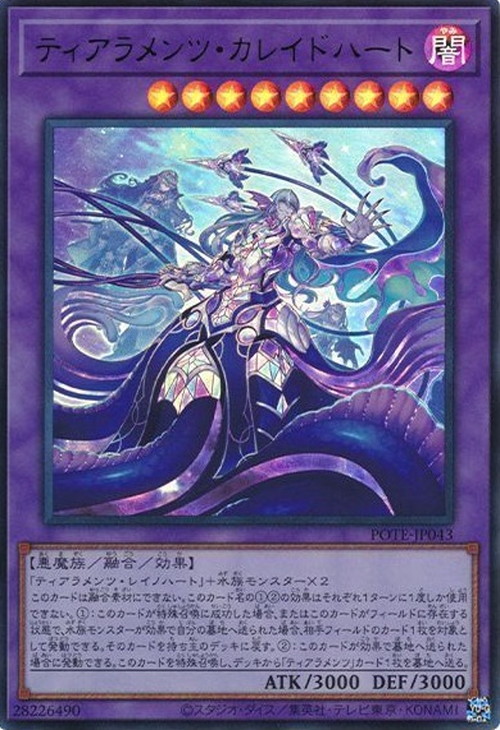 ティアラメンツ・カレイドハート
闇
POTE-JP043
【悪魔族／融合／効果】
「ティアラメンツ・レイノハート」＋水族モンスター×２
このカードは融合素材にできない。このカード名の①②の効果はそれぞれ１ターンに１度しか使用
できない。①：このカードが特殊召喚に成功した場合、またはこのカードがフィールドに存在する
状態で、水族モンスターが効果で自分の墓地へ送られた場合、相手フィールドのカード１枚を対象と
して発動できる。そのカードを持ち主のデッキに戻す。②：このカードが効果で墓地へ送られた
場合に発動できる。このカードを特殊召喚し、デッキから「ティアラメンツ」カード１枚を墓地へ送る。
ATK/3000 DEF/3000
28226490 ©スタジオ・ダイス／集英社・テレビ東京・KONAMI